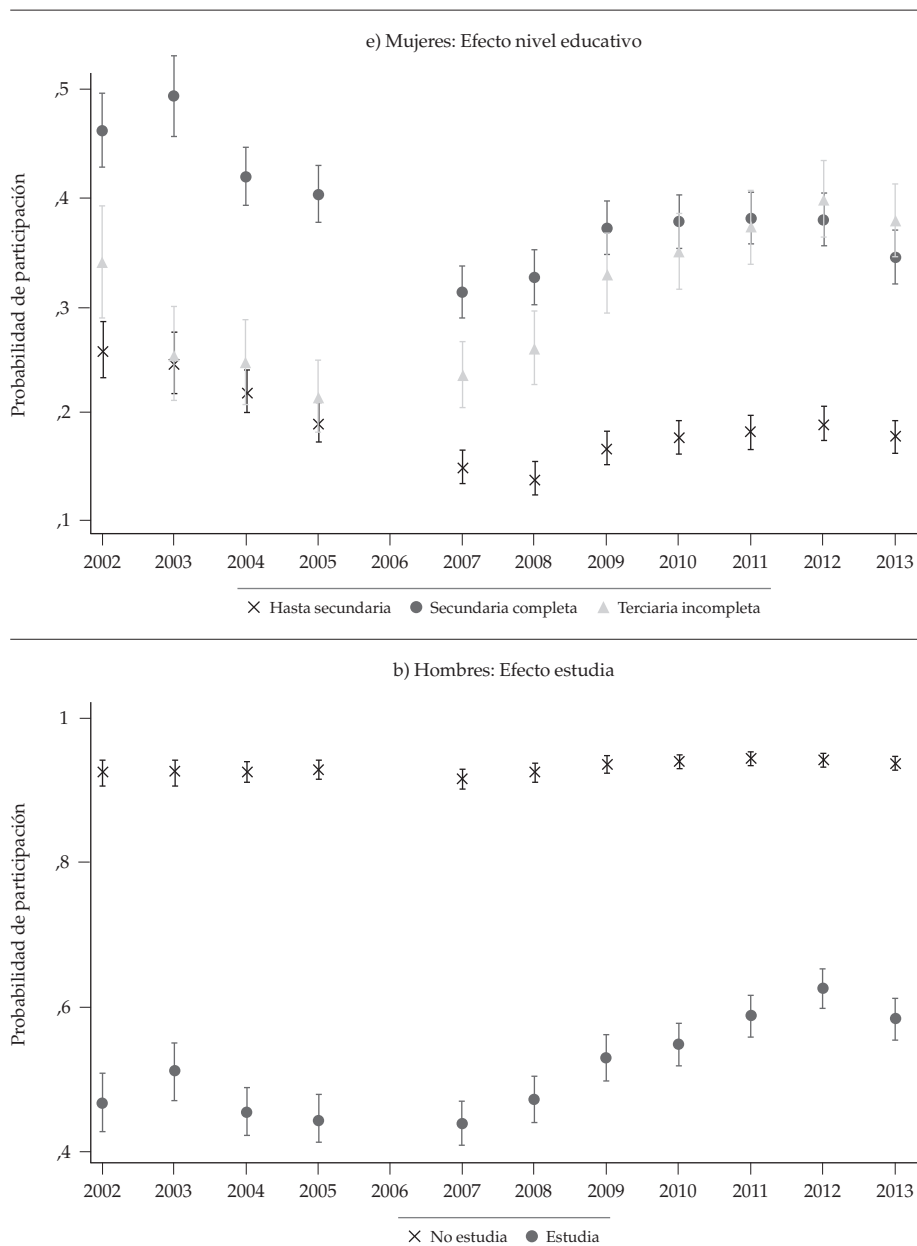 e) Mujeres: Efecto nivel educativo
Probabilidad de participación
,5
,4
,3
,2
,1
2002 2003 2004 2005 2006 2007 2008 2009 2010 2011 2012 2013
Hasta secundaria Secundaria completa Terciaria incompleta
b) Hombres: Efecto estudia
Probabilidad de participación
1
,8
,6
,4
2002 2003 2004 2005 2006 2007 2008 2009 2010 2011 2012 2013
No estudia Estudia